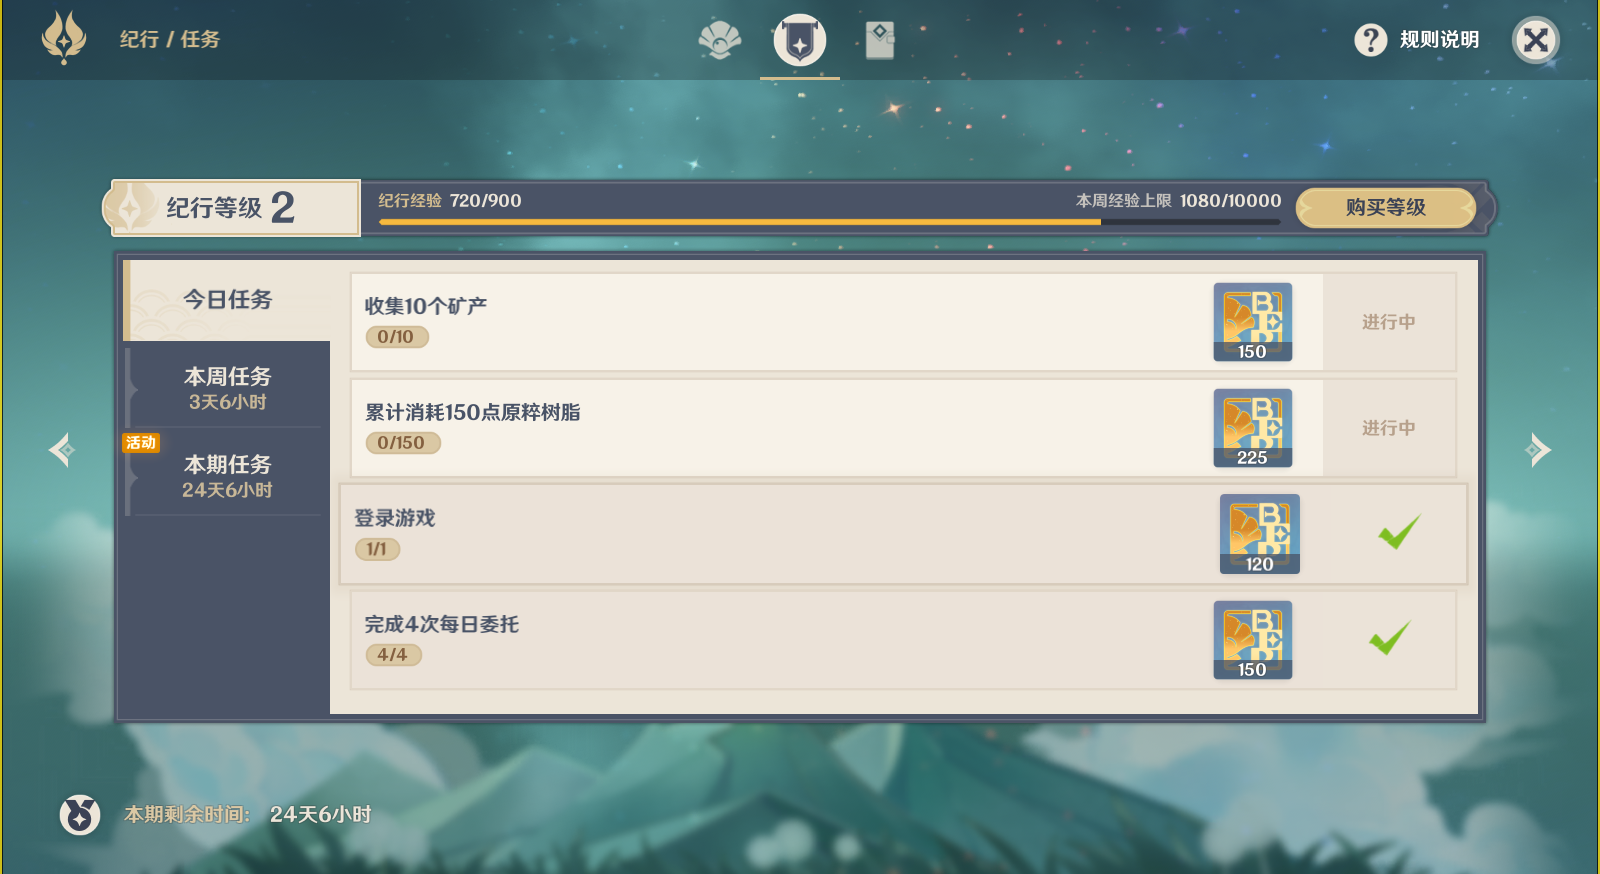 纪行 / 任务
规则说明
纪行等级 2
纪行经验 720/900
本周经验上限 1080/10000
购买等级
今日任务
本周任务
3天6小时
活动
本期任务
24天6小时
收集10个矿产
0/10
150
进行中
累计消耗150点原粹树脂
0/150
225
进行中
登录游戏
1/1
120
完成4次每日委托
4/4
150
本期剩余时间: 24天6小时